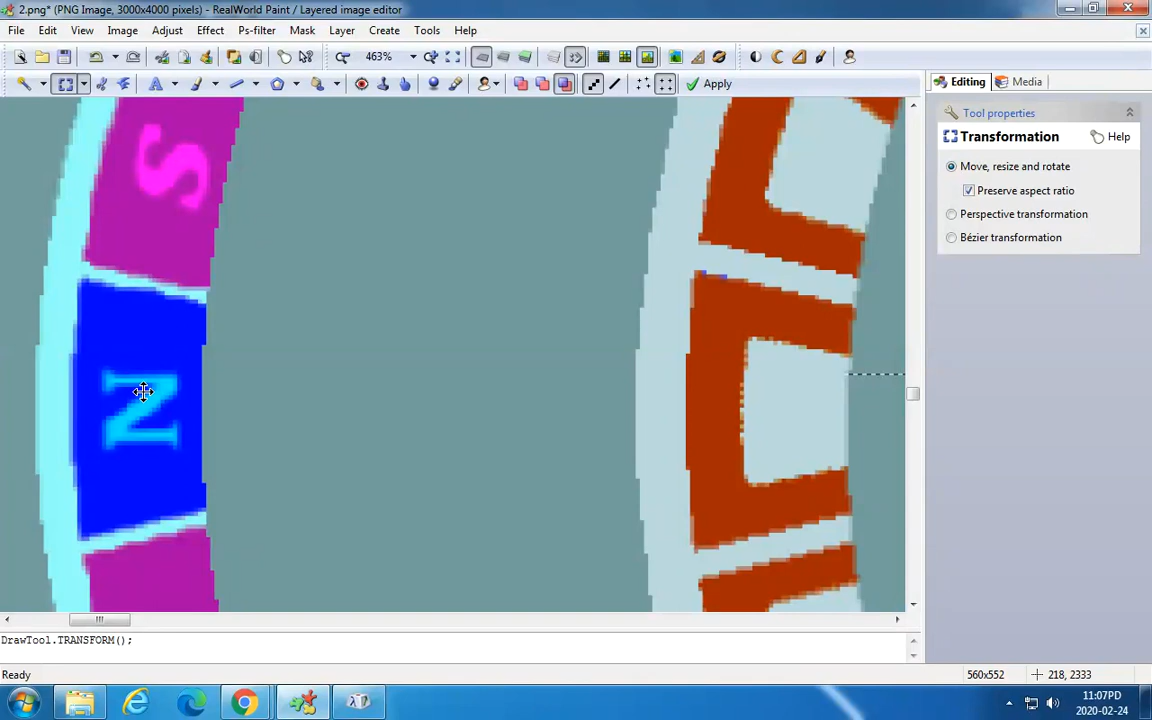 2.png* (PNG Image, 3000x4000 pixels) - RealWorld Paint / Layered image editor
File Edit View Image Adjust Effect Ps-filter Mask Layer Create Tools Help
463%
Apply
Editing Media
Tool properties
Transformation Help
Move, resize and rotate
Preserve aspect ratio
Perspective transformation
Bézier transformation
S
N
DrawTool.TRANSFORM();
Ready 560x552 218, 2333
11:07PD
2020-02-24